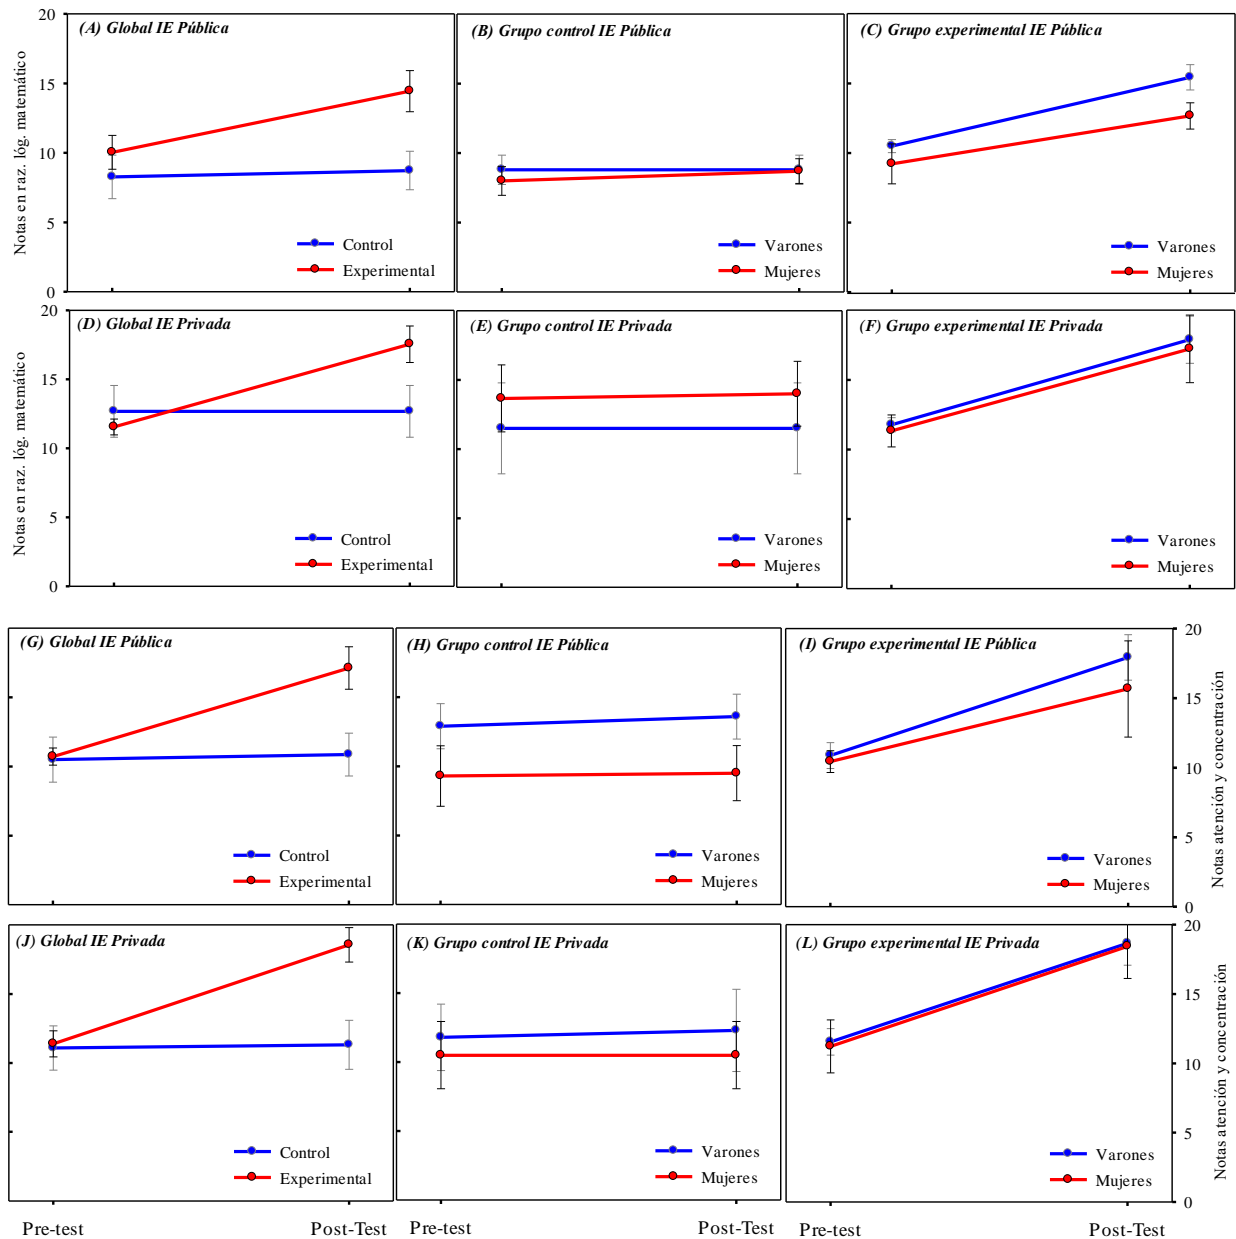 (A) Global IE Pública
(B) Grupo control IE Pública
(C) Grupo experimental IE Pública
Notas en raz. lóg. matemático
20
15
10
5
0
Control
Experimental
Varones
Mujeres
Varones
Mujeres
(D) Global IE Privada
(E) Grupo control IE Privada
(F) Grupo experimental IE Privada
Notas en raz. lóg. matemático
20
15
10
5
0
Control
Experimental
Varones
Mujeres
Varones
Mujeres
(G) Global IE Pública
(H) Grupo control IE Pública
(I) Grupo experimental IE Pública
Control
Experimental
Varones
Mujeres
Varones
Mujeres
20
15
10
5
0
Notas atención y concentración
(J) Global IE Privada
(K) Grupo control IE Privada
(L) Grupo experimental IE Privada
Control
Experimental
Varones
Mujeres
Varones
Mujeres
20
15
10
5
0
Notas atención y concentración
Pre-test
Post-Test
Pre-test
Post-Test
Pre-test
Post-Test